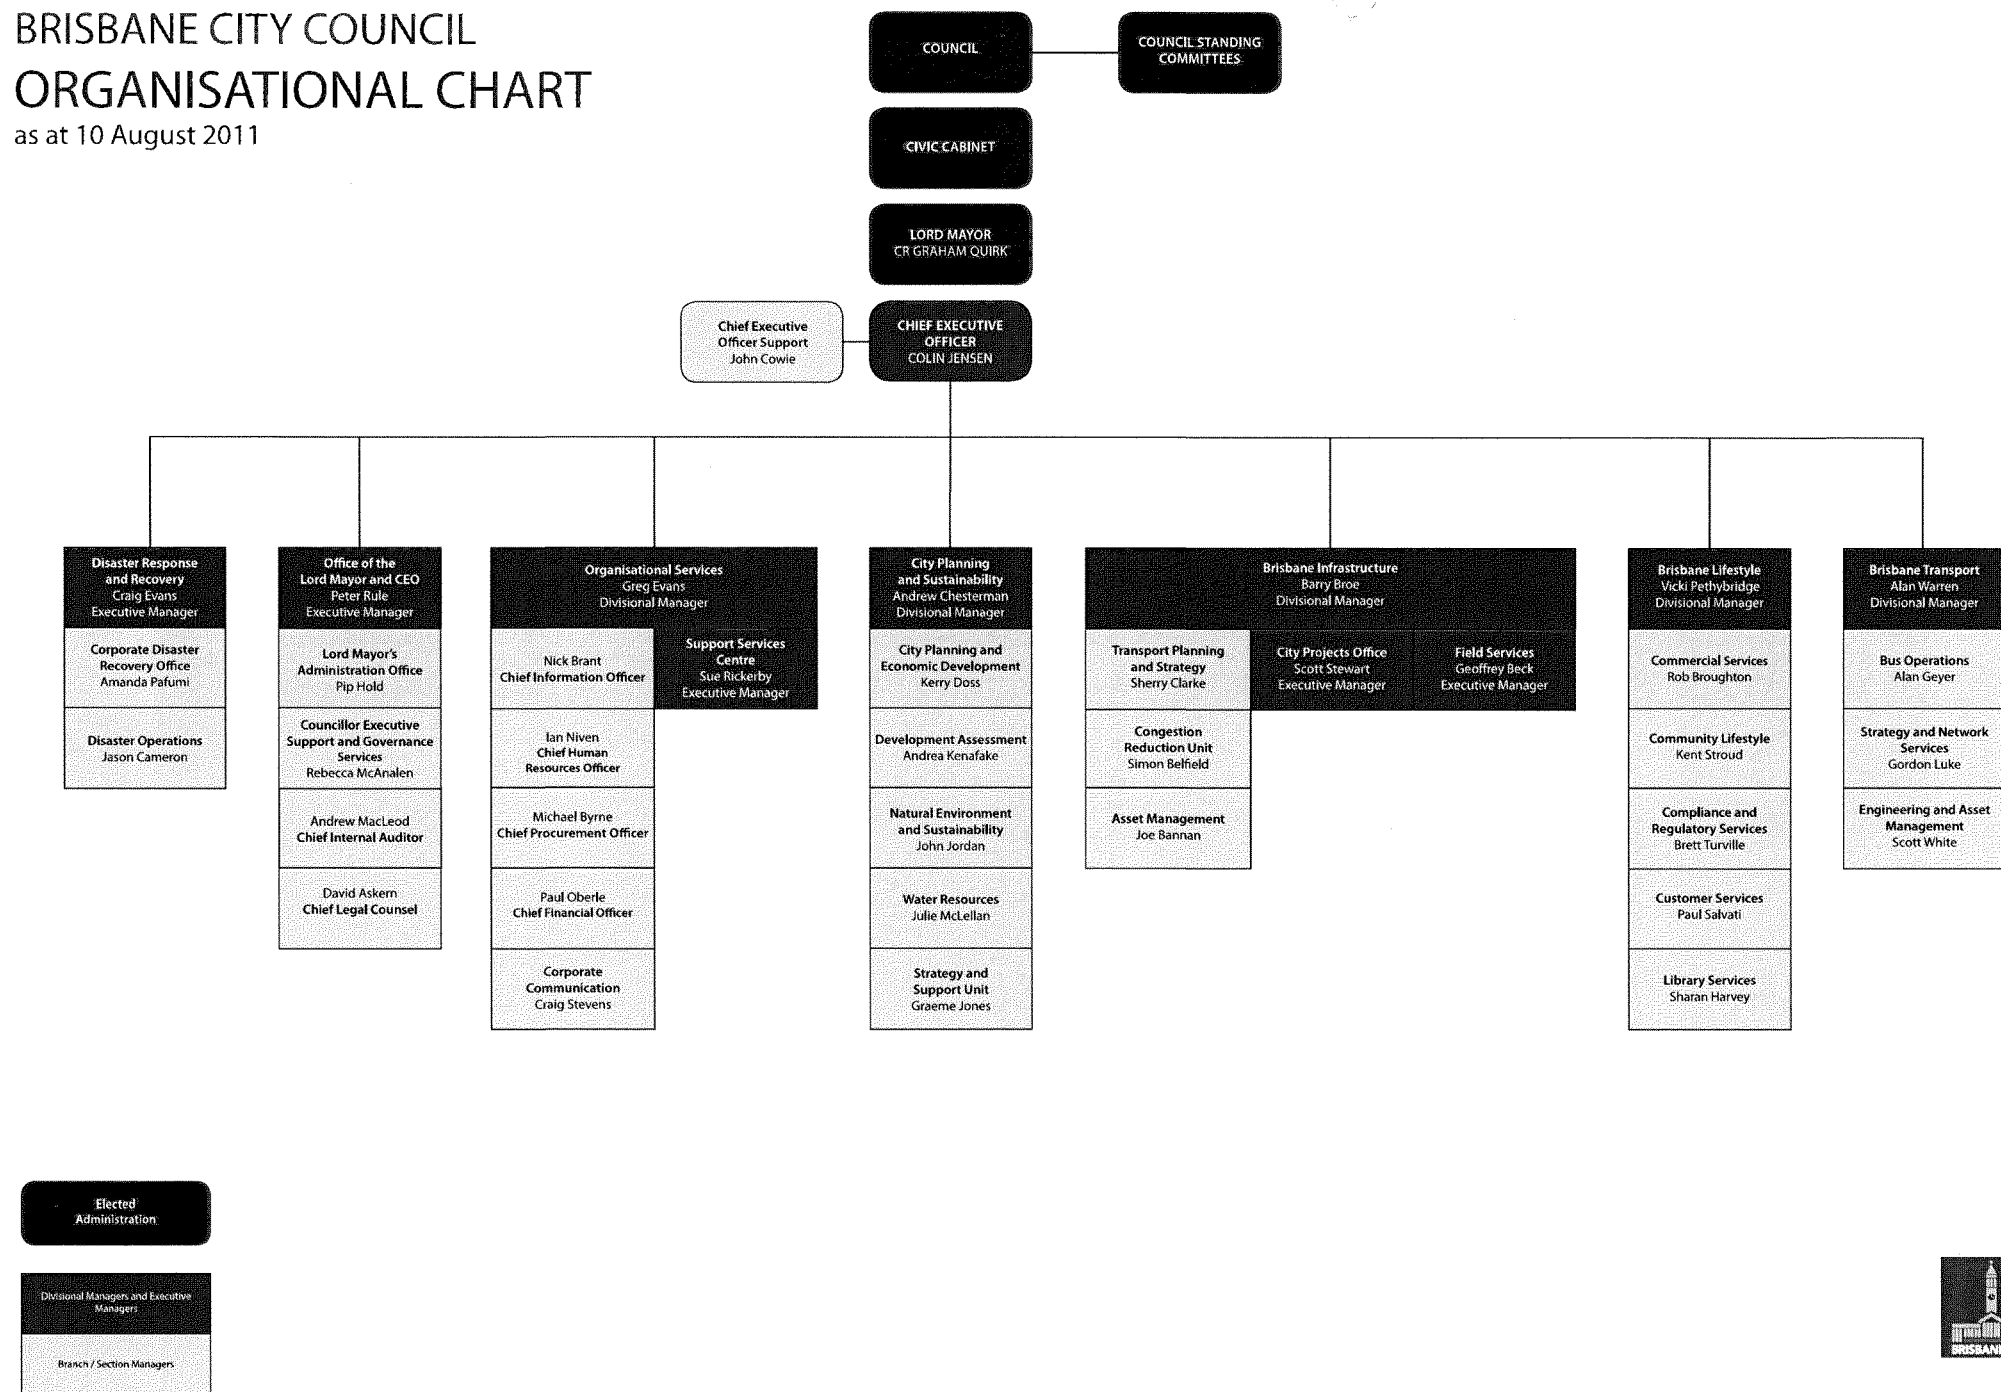 BRISBANE CITY COUNCIL
ORGANISATIONAL CHART
as at 10 August 2011
COUNCIL
COUNCIL STANDING
COMMITTEES
CIVIC CABINET
LORD MAYOR
CR GRAHAM QUIRK
Chief Executive
Officer Support
John Cowie
CHIEF EXECUTIVE
OFFICER
COLIN JENSEN
Disaster Response
and Recovery
Craig Evans
Executive Manager
Corporate Disaster
Recovery Office
Amanda Pafumi
Disaster Operations
Jason Cameron
Office of the
Lord Mayor and CEO
Peter Rule
Executive Manager
Lord Mayor's
Administration Office
Pip Hold
Councillor Executive
Support and Governance
Services
Rebecca McAnalen
Andrew MacLeod
Chief Internal Auditor
David Askern
Chief Legal Counsel
Organisational Services
Greg Evans
Divisional Manager
Nick Brant
Chief Information Officer
Support Services
Centre
Sue Rickerby
Executive Manager
Ian Niven
Chief Human
Resources Officer
Michael Byrne
Chief Procurement Officer
Paul Oberle
Chief Financial Officer
Corporate
Communication
Craig Stevens
City Planning
and Sustainability
Andrew Chesterman
Divisional Manager
City Planning and
Economic Development
Kerry Doss
Development Assessment
Andrea Kenafake
Natural Environment
and Sustainability
John Jordan
Water Resources
Julie McLellan
Strategy and
Support Unit
Graeme Jones
Brisbane Infrastructure
Barry Broe
Divisional Manager
Transport Planning
and Strategy
Sherry Clarke
City Projects Office
Scott Stewart
Executive Manager
Field Services
Geoffrey Beck
Executive Manager
Congestion
Reduction Unit
Simon Belfield
Asset Management
Joe Bannan
Brisbane Lifestyle
Vicki Pethybridge
Divisional Manager
Commercial Services
Rob Broughton
Community Lifestyle
Kent Stroud
Compliance and
Regulatory Services
Brett Turville
Customer Services
Paul Salvati
Library Services
Sharan Harvey
Brisbane Transport
Alan Warren
Divisional Manager
Bus Operations
Alan Geyer
Strategy and Network
Services
Gordon Luke
Engineering and Asset
Management
Scott White
Elected
Administration
Divisional Managers and Executive
Managers
Branch / Section Managers
BRISBANE